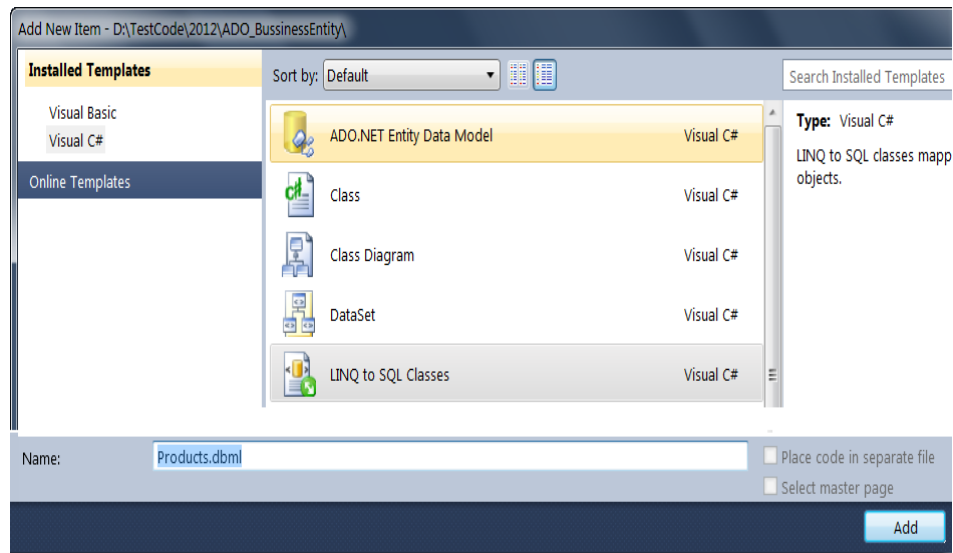 Add New Item - D:\TestCode\2012\ADO_BussinessEntity\
Installed Templates
Visual Basic
Visual C#
Online Templates
Sort by: Default
Search Installed Templates
ADO.NET Entity Data Model Visual C#
Class Visual C#
Class Diagram Visual C#
DataSet Visual C#
LINQ to SQL Classes Visual C#
Type: Visual C#
LINQ to SQL classes mapp
objects.
Name: Products.dbml
Place code in separate file
Select master page
Add